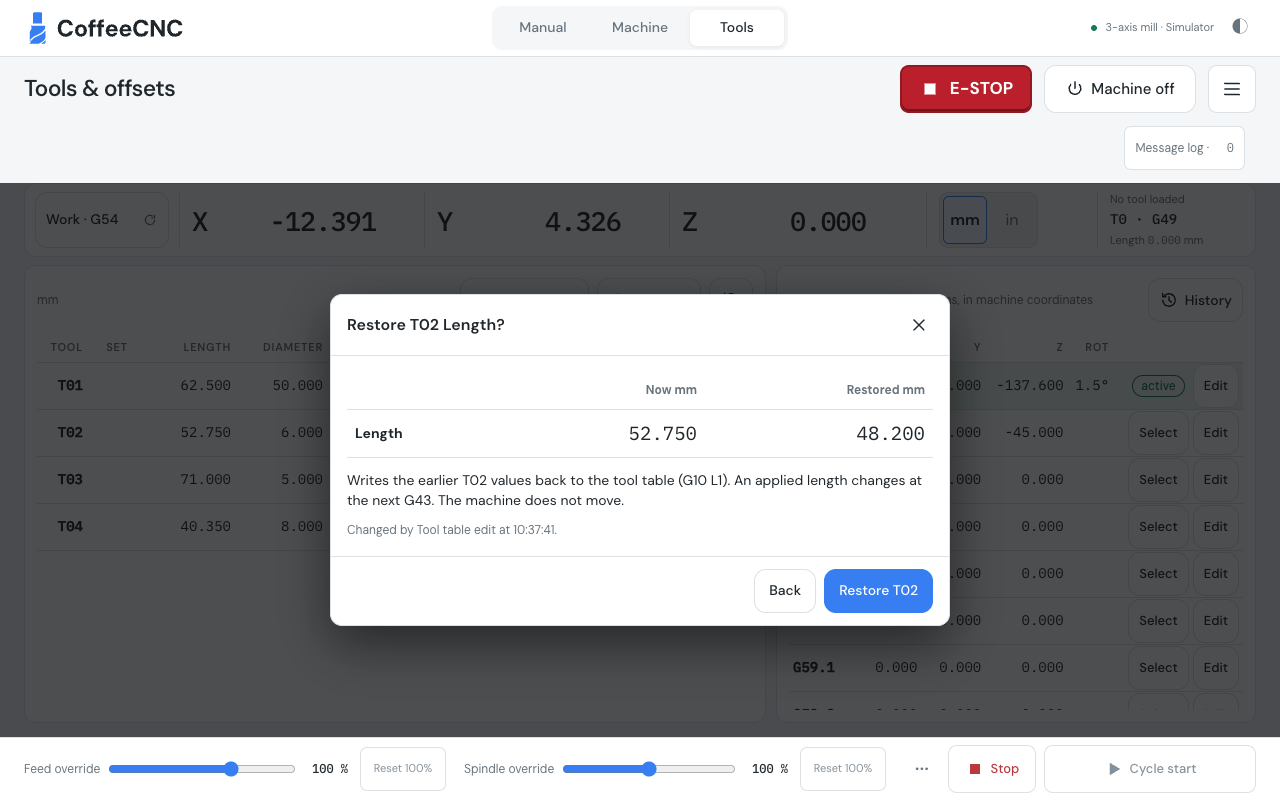 CoffeeCNC
Manual Machine Tools
3-axis mill · Simulator
Tools & offsets
E-STOP
Machine off
Message log · 0
Work · G54
X -12.391
Y 4.326
Z 0.000
mm in
No tool loaded
T0 · G49
Length 0.000 mm
mm
s, in machine coordinates
History
TOOL SET LENGTH DIAMETER
T01 62.500 50.000
T02 52.750 6.000
T03 71.000 5.000
T04 40.350 8.000
Y Z ROT
.000 -137.600 1.5° active Edit
.000 -45.000 Select Edit
.000 0.000 Select Edit
.000 0.000 Select Edit
.000 0.000 Select Edit
0.000 Select Edit
G59.1 0.000 0.000 0.000 Select Edit
Restore T02 Length?
Now mm Restored mm
Length 52.750 48.200
Writes the earlier T02 values back to the tool table (G10 L1). An applied length changes at
the next G43. The machine does not move.
Changed by Tool table edit at 10:37:41.
Back Restore T02
Feed override 100 % Reset 100%
Spindle override 100 % Reset 100%
···
Stop
Cycle start